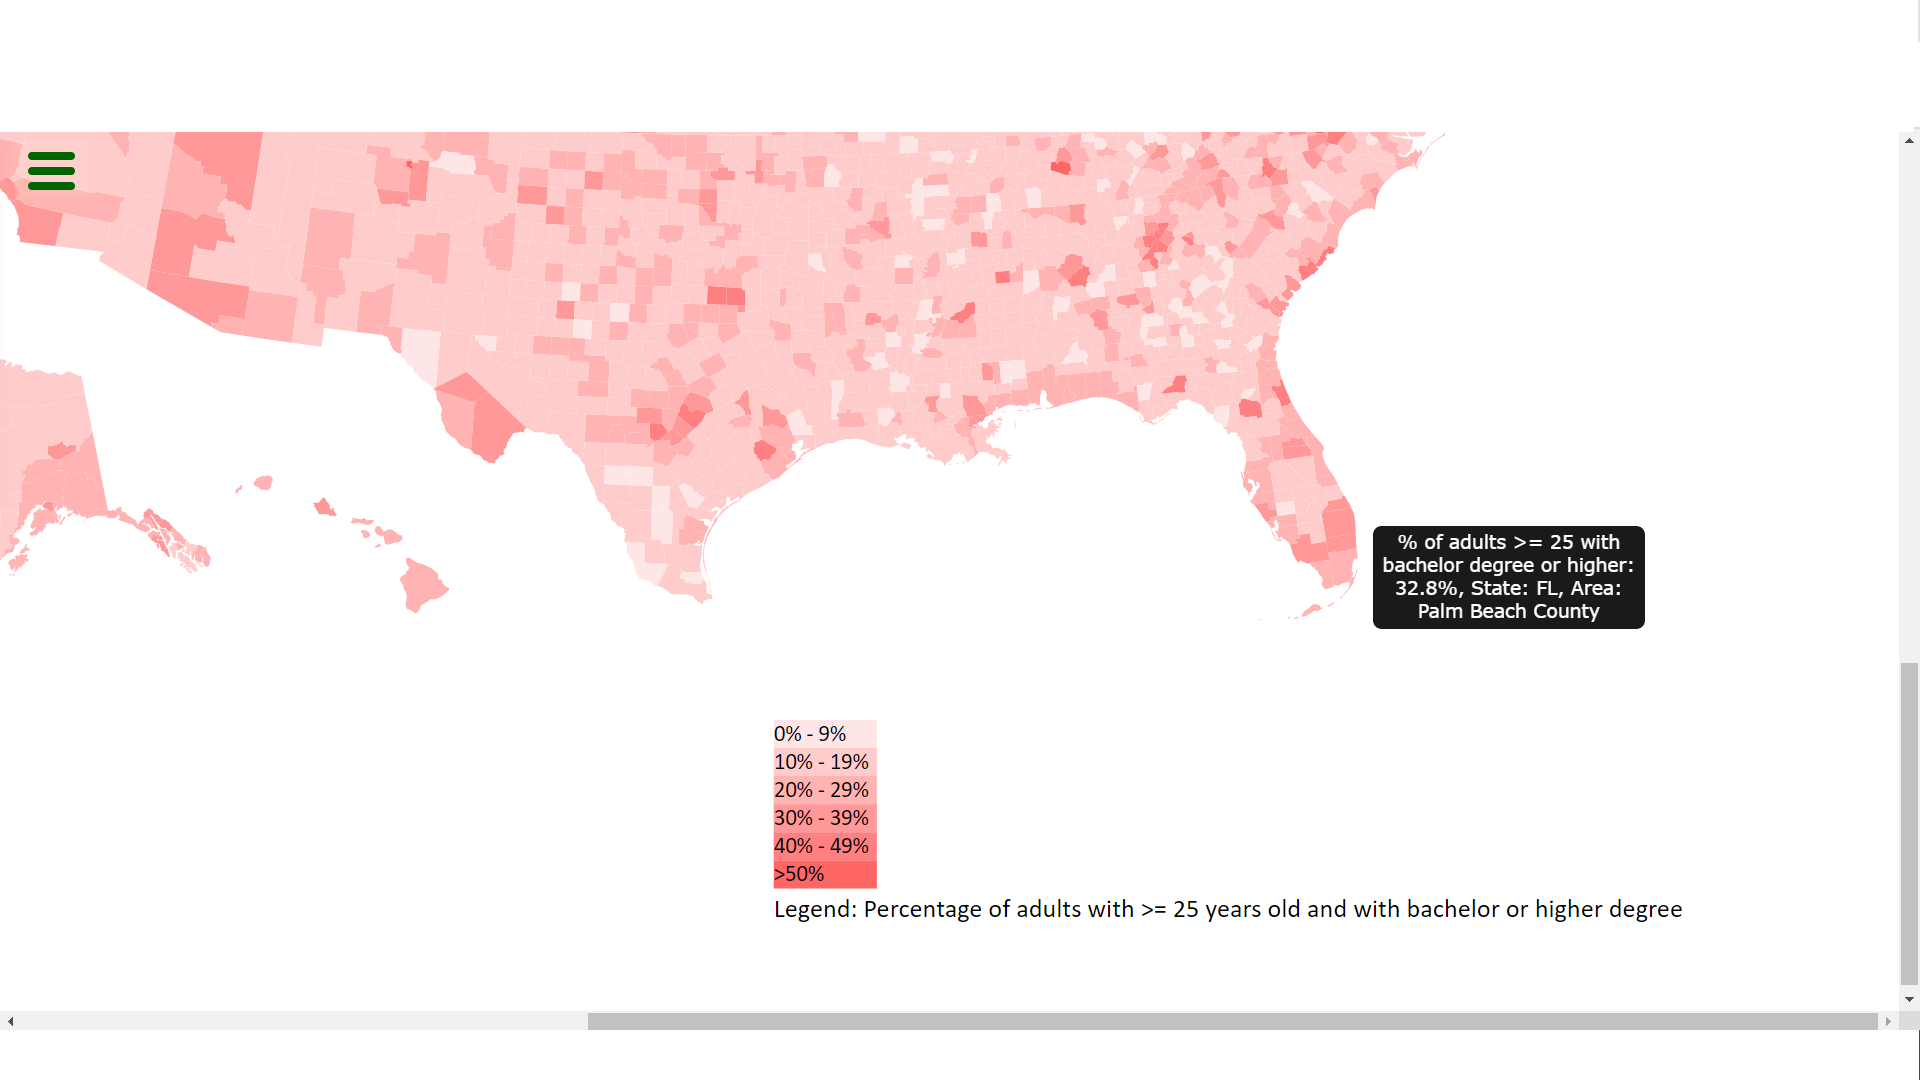 % of adults >= 25 with
bachelor degree or higher:
32.8%, State: FL, Area:
Palm Beach County
0% - 9%
10% - 19%
20% - 29%
30% - 39%
40% - 49%
>50%
Legend: Percentage of adults with >= 25 years old and with bachelor or higher degree